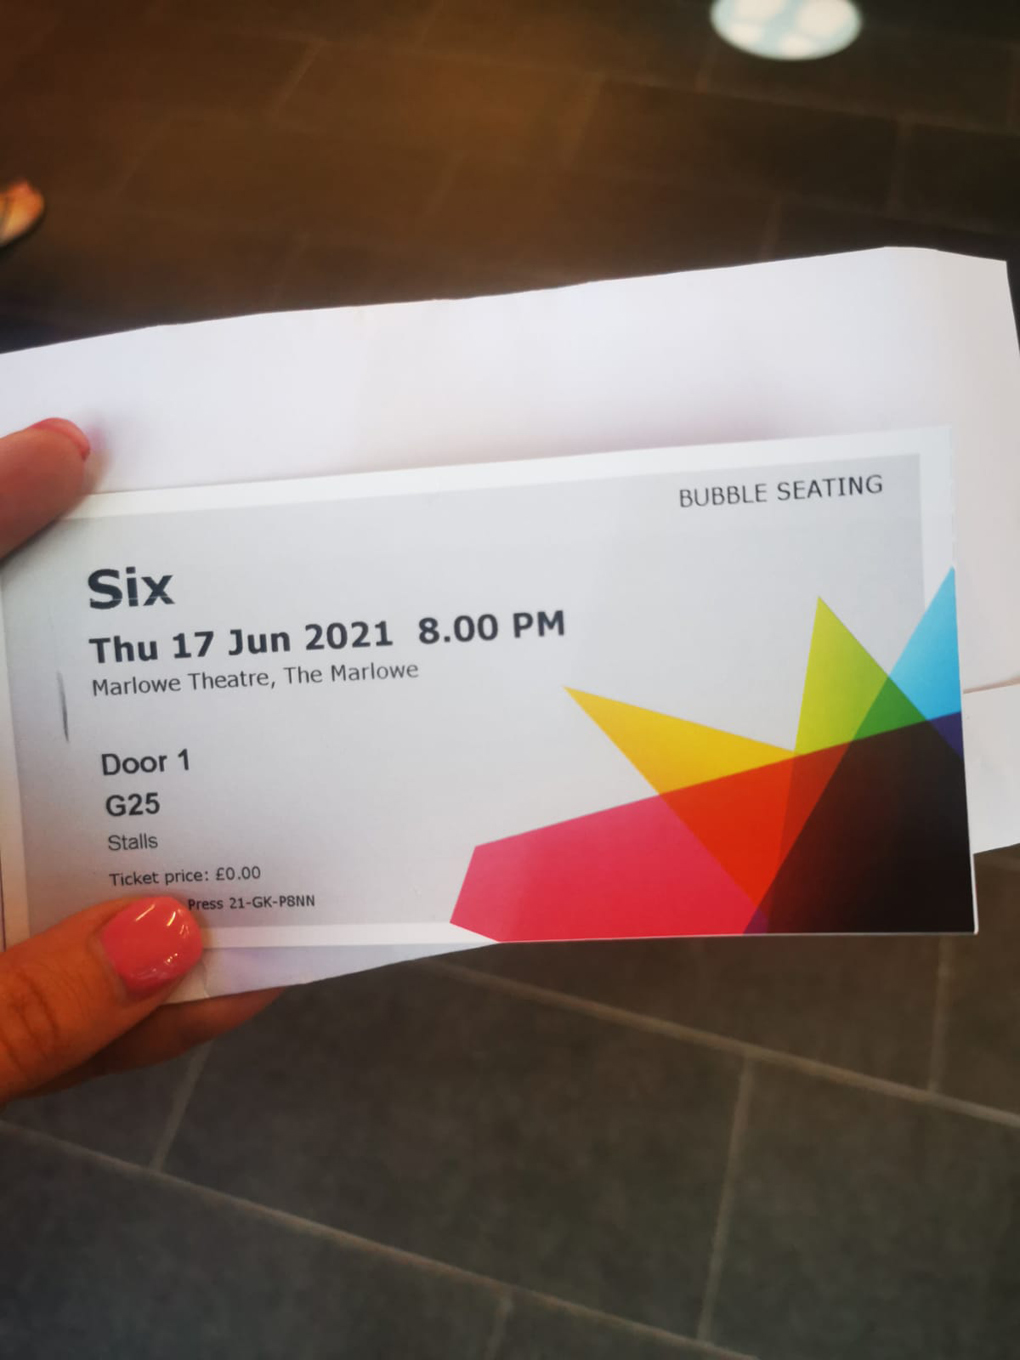 BUBBLE SEATING
Six
Thu 17 Jun 2021 8.00 PM
Marlowe Theatre, The Marlowe
Door 1
G25
Stalls
Ticket price: £0.00
Press 21-GK-P8NN